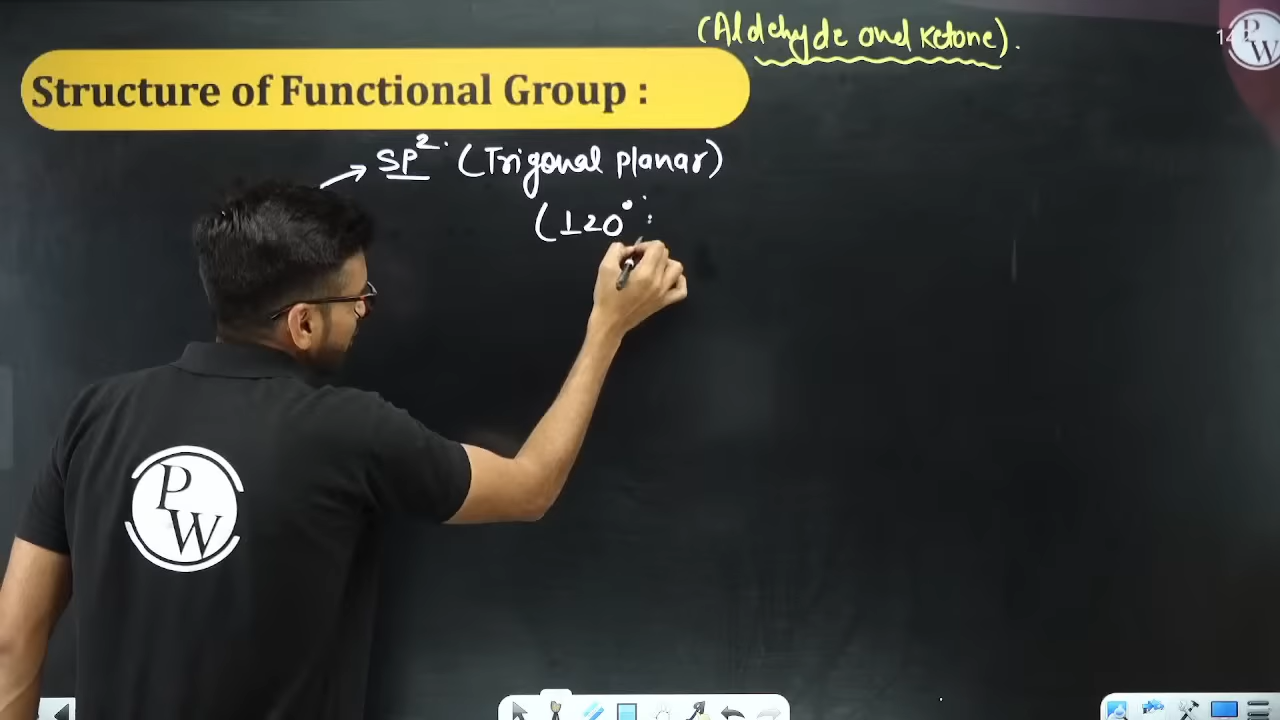 (Aldehyde and Ketone).
Structure of Functional Group :
SP². (Trigonal planar)
(120°
PW
PW